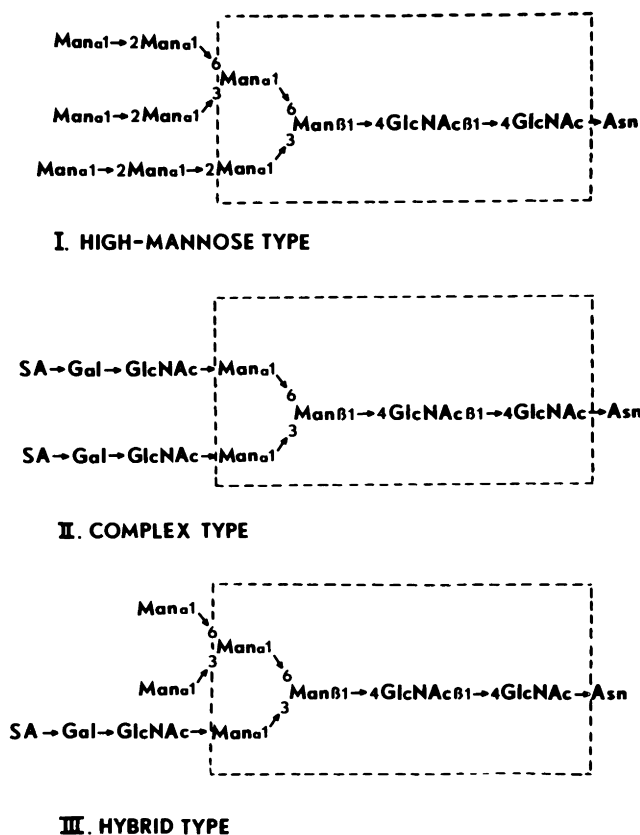 Manα1→2Manα1
6
Manα1
3
6
Manα1→2Manα1
Manβ1→4GlcNAcβ1→4GlcNAc→Asn
3
Manα1→2Manα1→2Manα1
I. HIGH-MANNOSE TYPE
SA→Gal→GlcNAc→Manα1
6
Manβ1→4GlcNAcβ1→4GlcNAc→Asn
3
SA→Gal→GlcNAc→Manα1
II. COMPLEX TYPE
Manα1
6
Manα1
3
6
Manα1
Manβ1→4GlcNAcβ1→4GlcNAc→Asn
3
SA→Gal→GlcNAc→Manα1
III. HYBRID TYPE